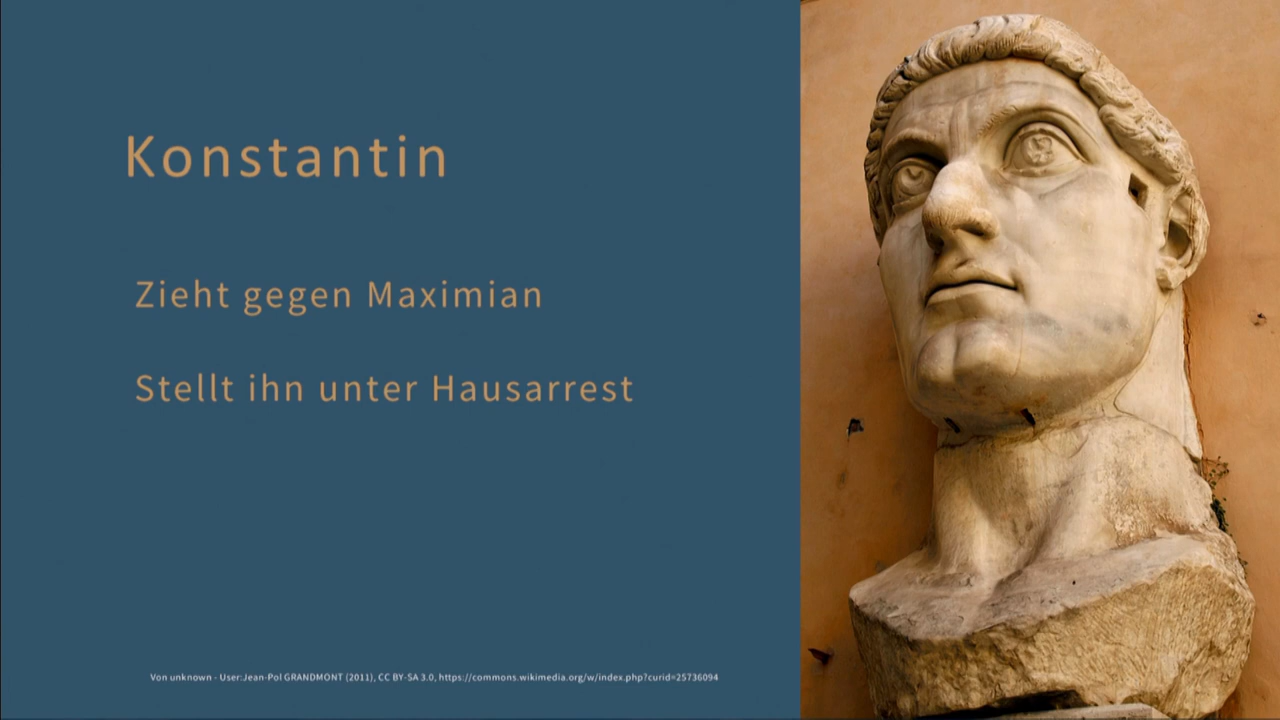 Konstantin
Zieht gegen Maximian
Stellt ihn unter Hausarrest
Von unknown - User:Jean-Pol GRANDMONT (2011), CC BY-SA 3.0, https://commons.wikimedia.org/w/index.php?curid=25736094